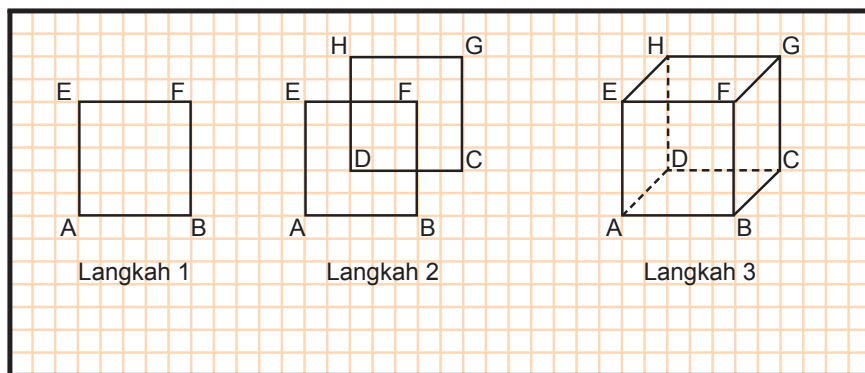 H G H G
E F E F E F
D C D C
A B A B A B
Langkah 1 Langkah 2 Langkah 3